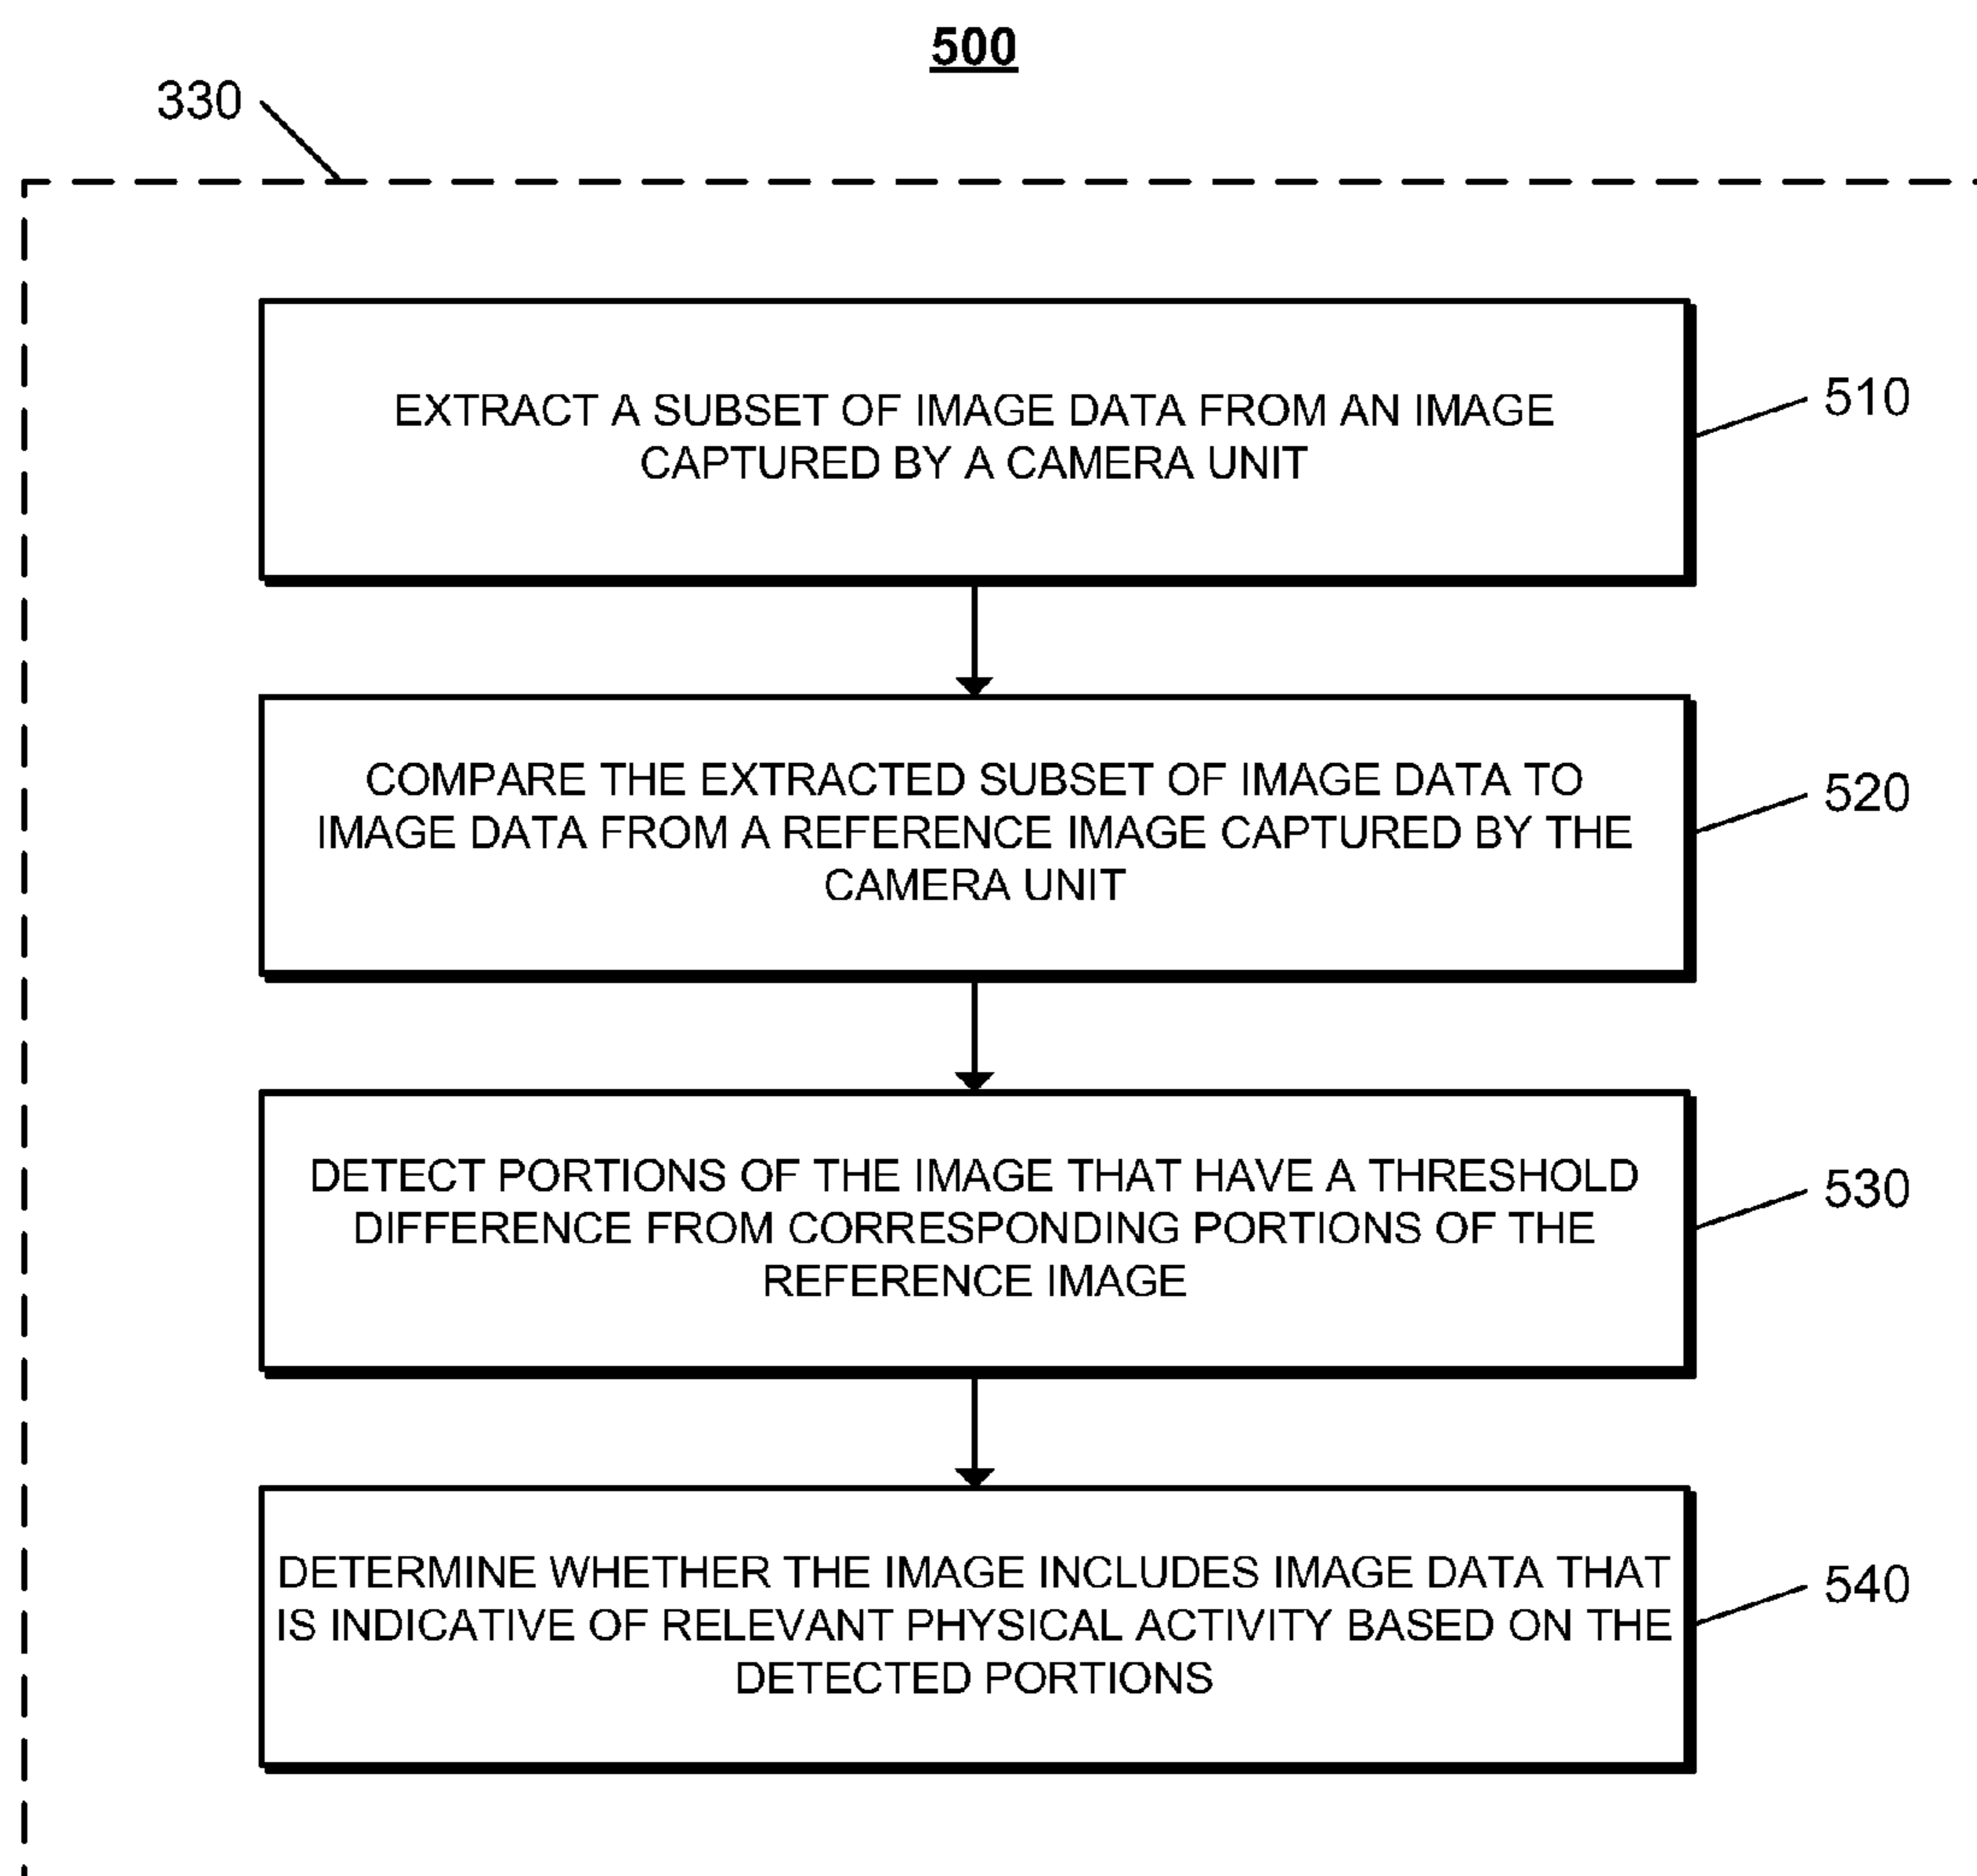 500
330
EXTRACT A SUBSET OF IMAGE DATA FROM AN IMAGE
CAPTURED BY A CAMERA UNIT
510
COMPARE THE EXTRACTED SUBSET OF IMAGE DATA TO
IMAGE DATA FROM A REFERENCE IMAGE CAPTURED BY THE
CAMERA UNIT
520
DETECT PORTIONS OF THE IMAGE THAT HAVE A THRESHOLD
DIFFERENCE FROM CORRESPONDING PORTIONS OF THE
REFERENCE IMAGE
530
DETERMINE WHETHER THE IMAGE INCLUDES IMAGE DATA THAT
IS INDICATIVE OF RELEVANT PHYSICAL ACTIVITY BASED ON THE
DETECTED PORTIONS
540